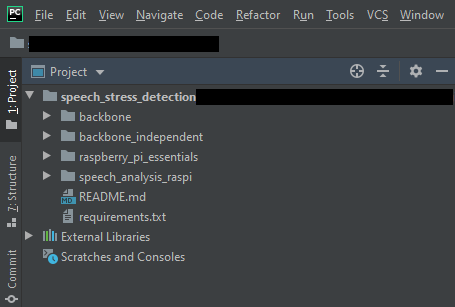 PC File Edit View Navigate Code Refactor Run Tools VCS Window
Project
1: Project
speech_stress_detection
backbone
backbone_independent
raspberry_pi_essentials
speech_analysis_raspi
MD README.md
requirements.txt
7: Structure
External Libraries
Scratches and Consoles
Commit